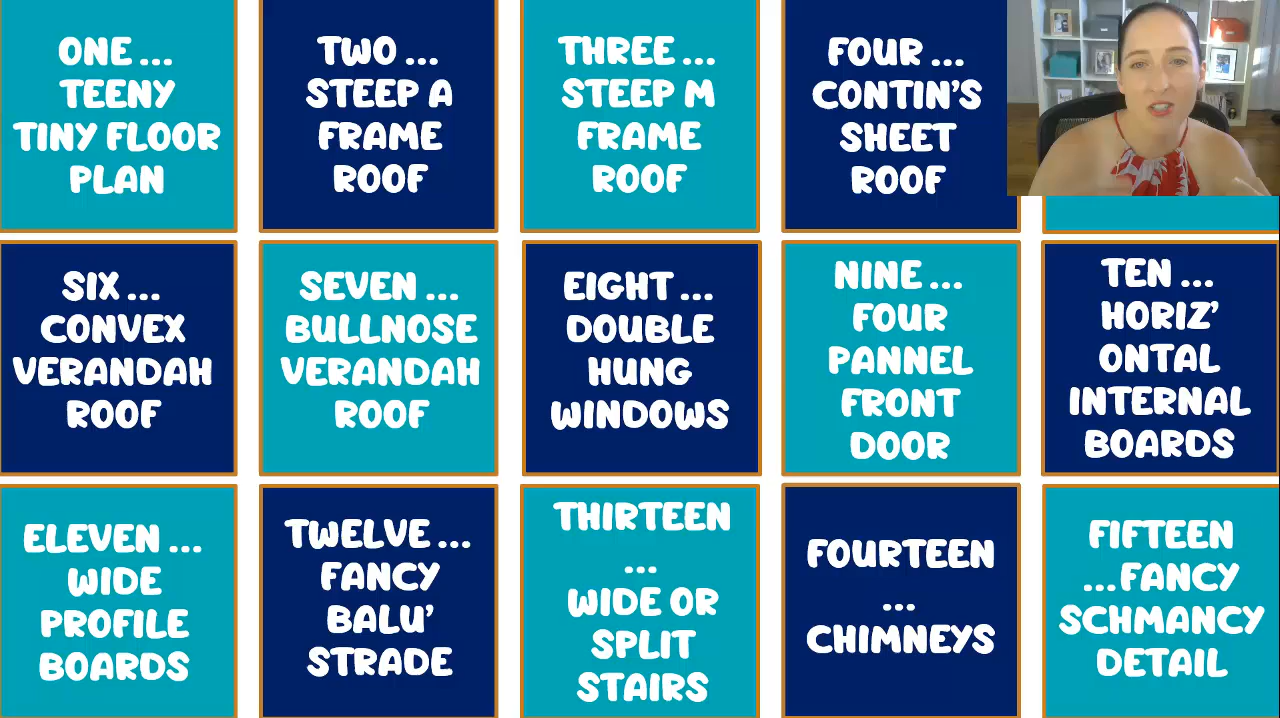 ONE ...
TEENY
TINY FLOOR
PLAN
TWO ...
STEEP A
FRAME
ROOF
THREE ...
STEEP M
FRAME
ROOF
FOUR ...
CONTIN'S
SHEET
ROOF
SIX ...
CONVEX
VERANDAH
ROOF
SEVEN ...
BULLNOSE
VERANDAH
ROOF
EIGHT ...
DOUBLE
HUNG
WINDOWS
NINE ...
FOUR
PANNEL
FRONT
DOOR
TEN ...
HORIZ'
ONTAL
INTERNAL
BOARDS
ELEVEN ...
WIDE
PROFILE
BOARDS
TWELVE ...
FANCY
BALU'
STRADE
THIRTEEN
...
WIDE OR
SPLIT
STAIRS
FOURTEEN
...
CHIMNEYS
FIFTEEN
...FANCY
SCHMANCY
DETAIL